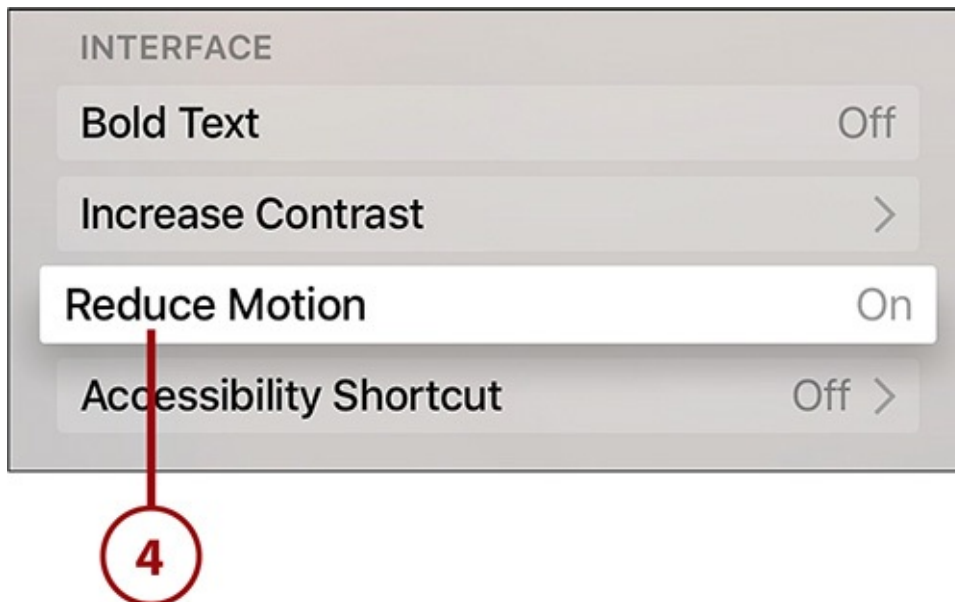 INTERFACE
Bold Text Off
Increase Contrast >
Reduce Motion On
Accessibility Shortcut Off >
4